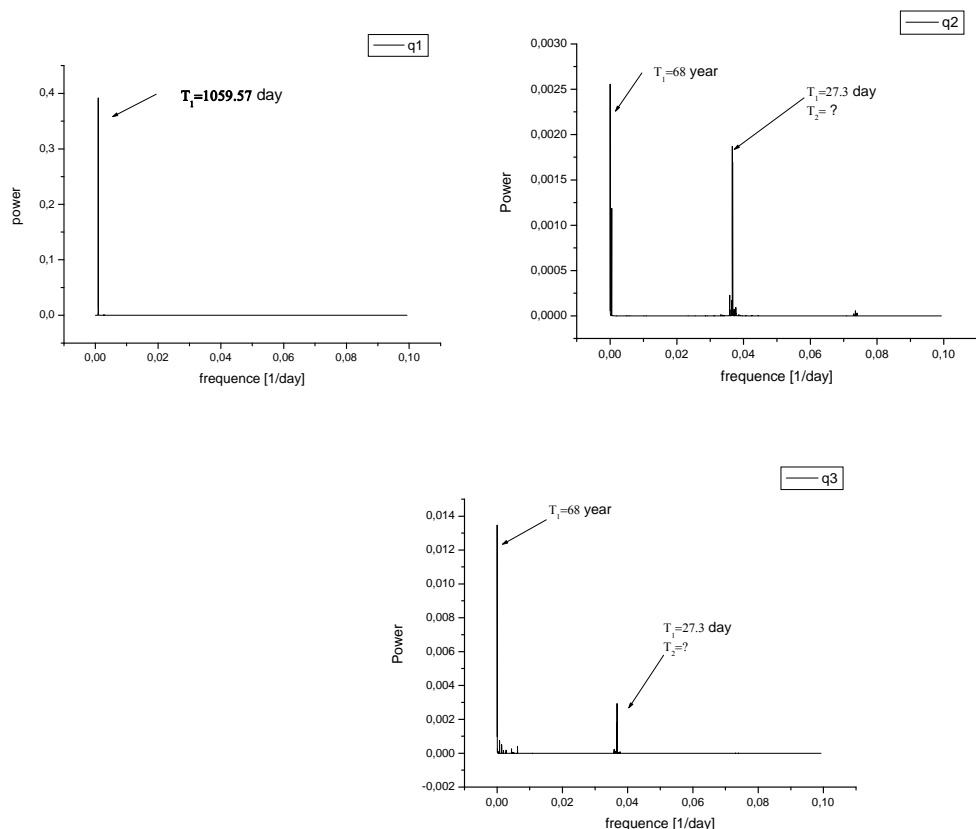 q1
T1=1059.57 day
0,4
0,3
0,2
0,1
0,0
power
0,00 0,02 0,04 0,06 0,08 0,10
frequence [1/day]
q2
0,0030
0,0025
0,0020
0,0015
0,0010
0,0005
0,0000
Power
T1=68 year
T1=27.3 day
T2= ?
0,00 0,02 0,04 0,06 0,08 0,10
frequence [1/day]
q3
0,014
0,012
0,010
0,008
0,006
0,004
0,002
0,000
-0,002
Power
T1=68 year
T1=27.3 day
T2=?
0,00 0,02 0,04 0,06 0,08 0,10
frequence [1/day]